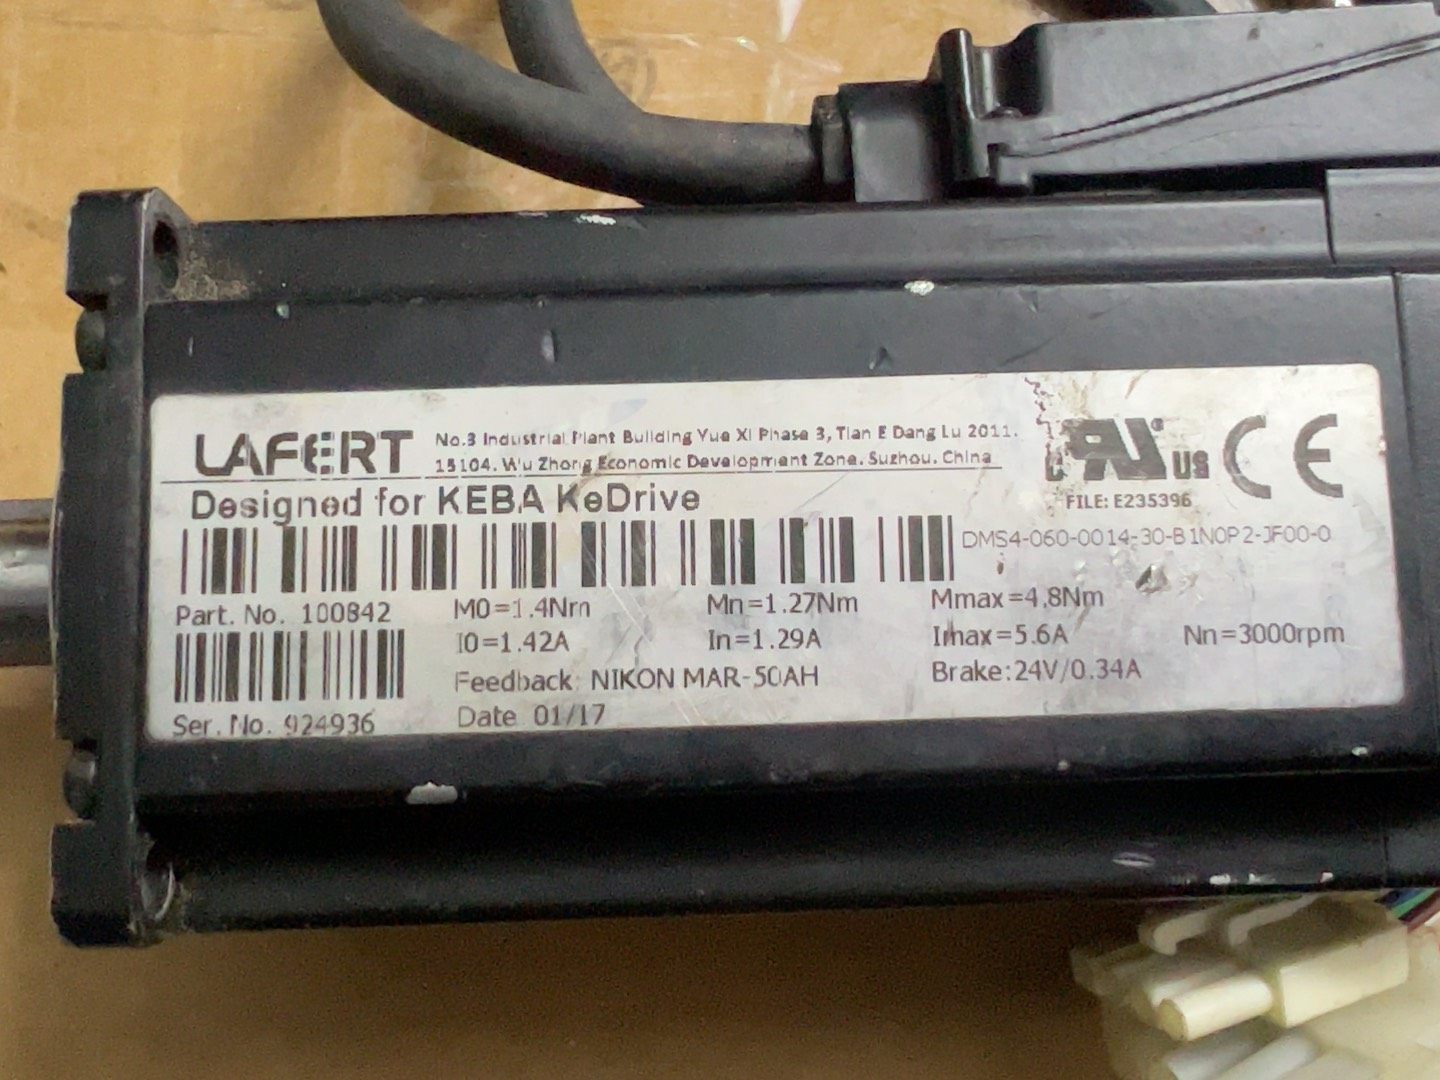 LAFERT
No.3 Industrial Plant Building Yue Xi Phase 3, Tian E Dang Lu 2011.
15104. Wu Zhong Economic Development Zone. Suzhou. China
Designed for KEBA KeDrive
c RU US CE
FILE: E235396
DMS4-060-0014-30-B1N0P2-JF00-0
Part. No. 100842
M0=1.4Nm Mn=1.27Nm Mmax=4.8Nm
I0=1.42A In=1.29A Imax=5.6A Nn=3000rpm
Feedback: NIKON MAR-50AH Brake:24V/0.34A
Ser. No. 924936
Date 01/17